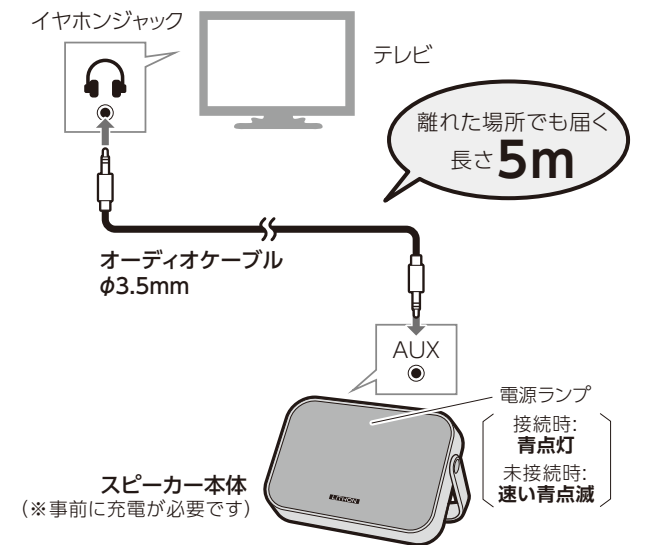 イヤホンジャック
テレビ
離れた場所でも届く
長さ5m
オーディオケーブル
φ3.5mm
AUX
電源ランプ
接続時:
青点灯
未接続時:
速い青点滅
LITHON
スピーカー本体
(※事前に充電が必要です)